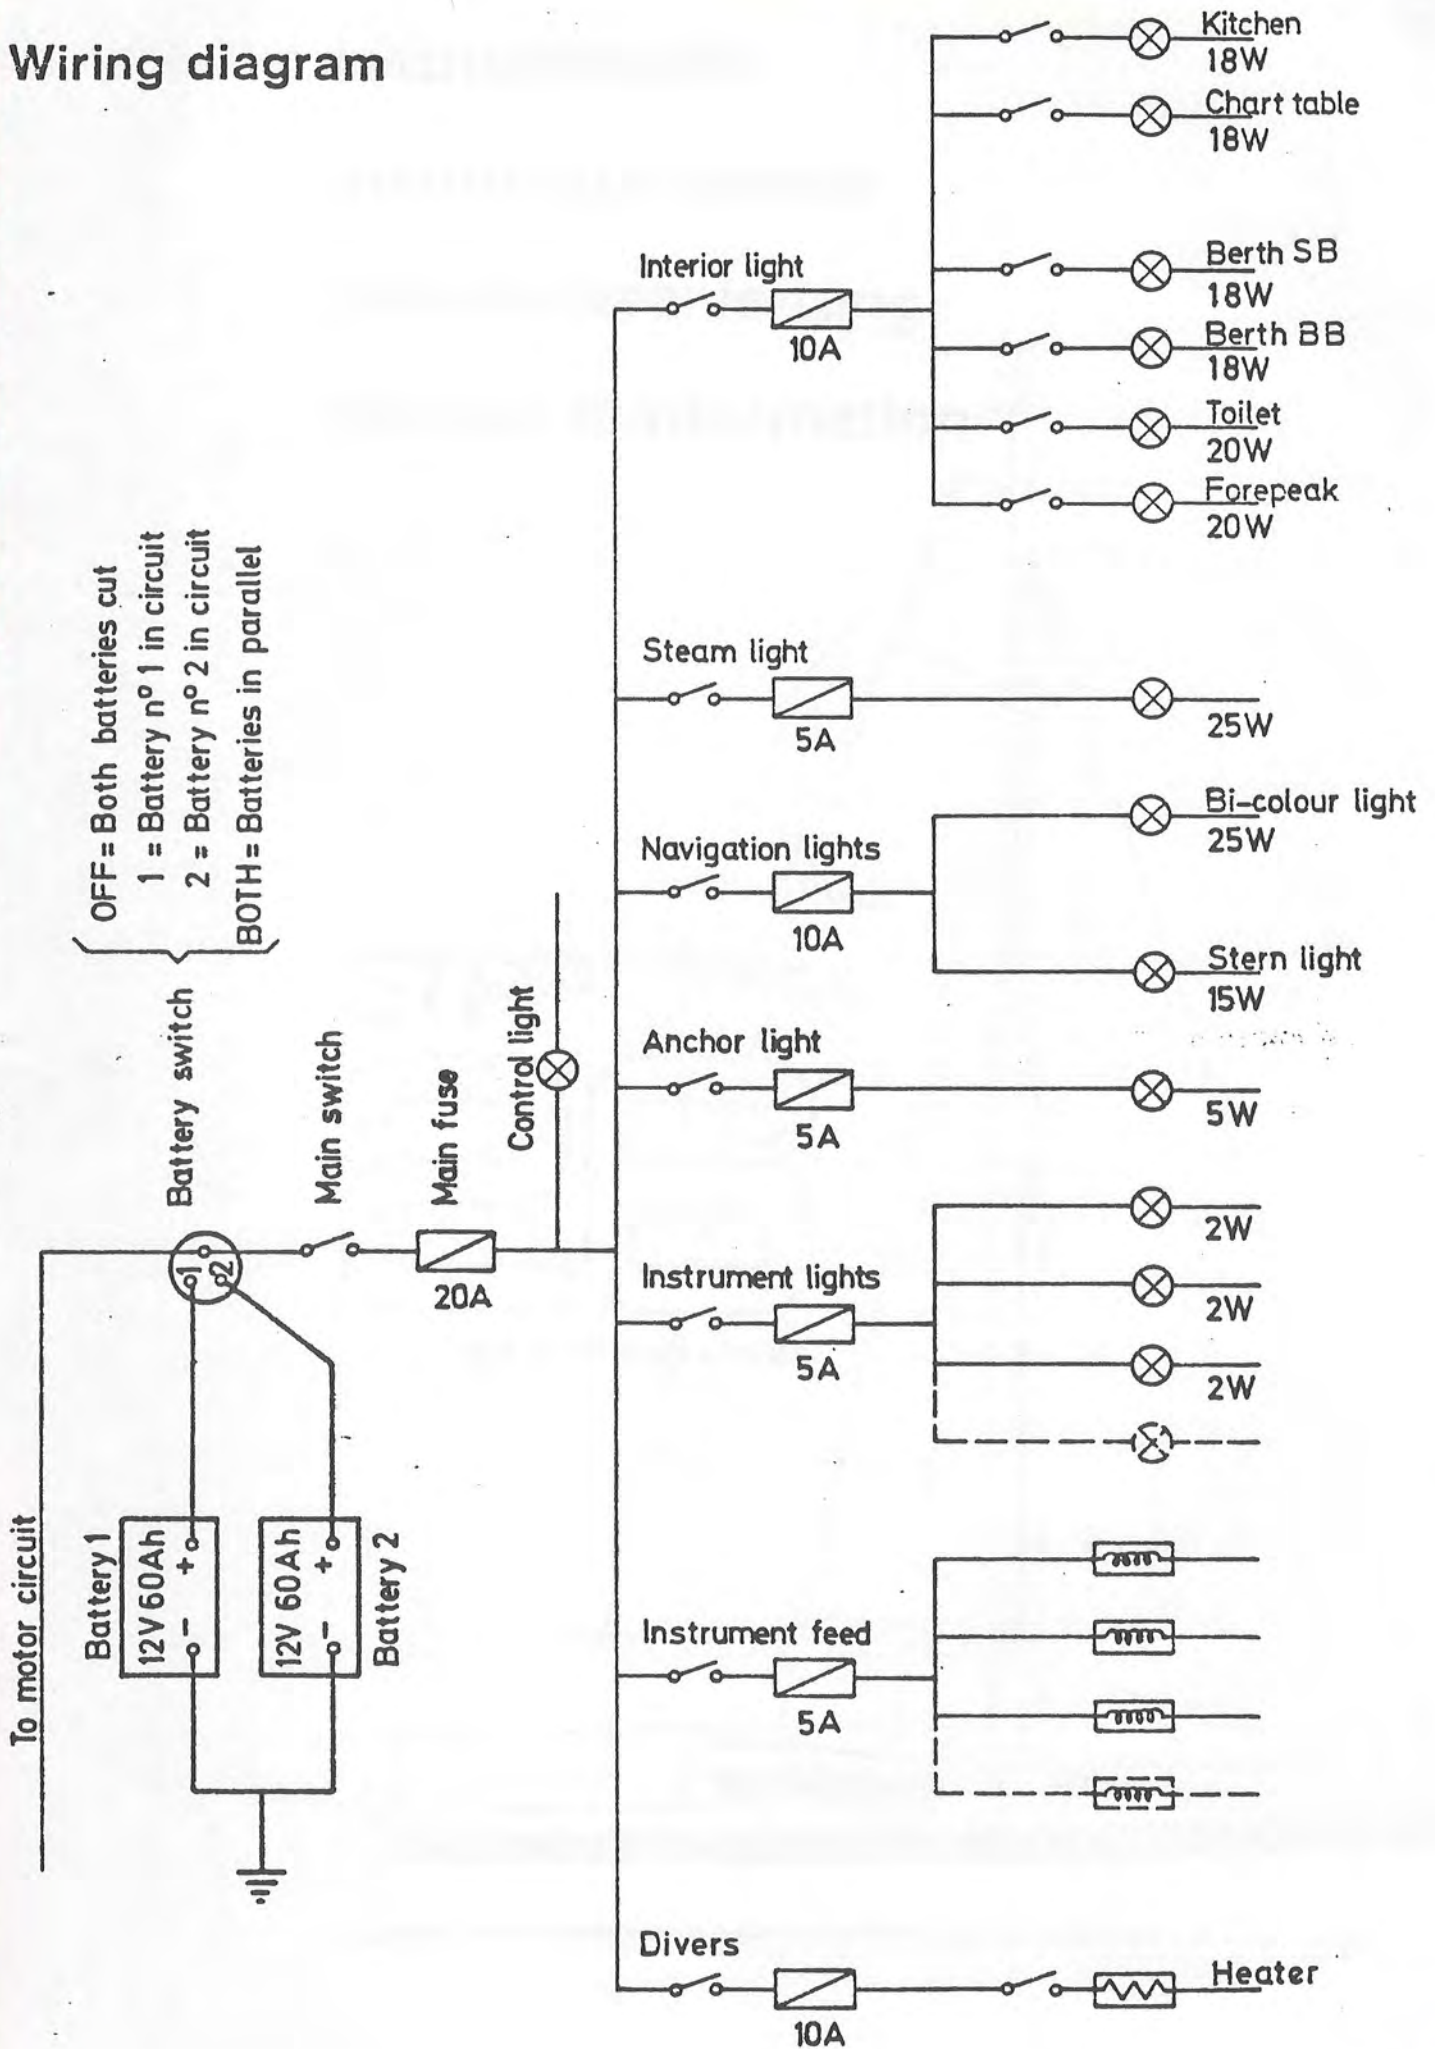 Wiring diagram
Kitchen
18W
Chart table
18W
Interior light
10A
Berth SB
18W
Berth BB
18W
Toilet
20W
Forepeak
20W
OFF = Both batteries cut
1 = Battery nº 1 in circuit
2 = Battery nº 2 in circuit
BOTH = Batteries in parallel
Battery switch
Main switch
Main fuse
20A
Control light
1
2
Steam light
5A
25W
Navigation lights
10A
Bi-colour light
25W
Stern light
15W
Anchor light
5A
5W
Instrument lights
5A
2W
2W
2W
To motor circuit
Battery 1
12V 60Ah
- +
12V 60Ah
- +
Battery 2
Instrument feed
5A
Divers
10A
Heater